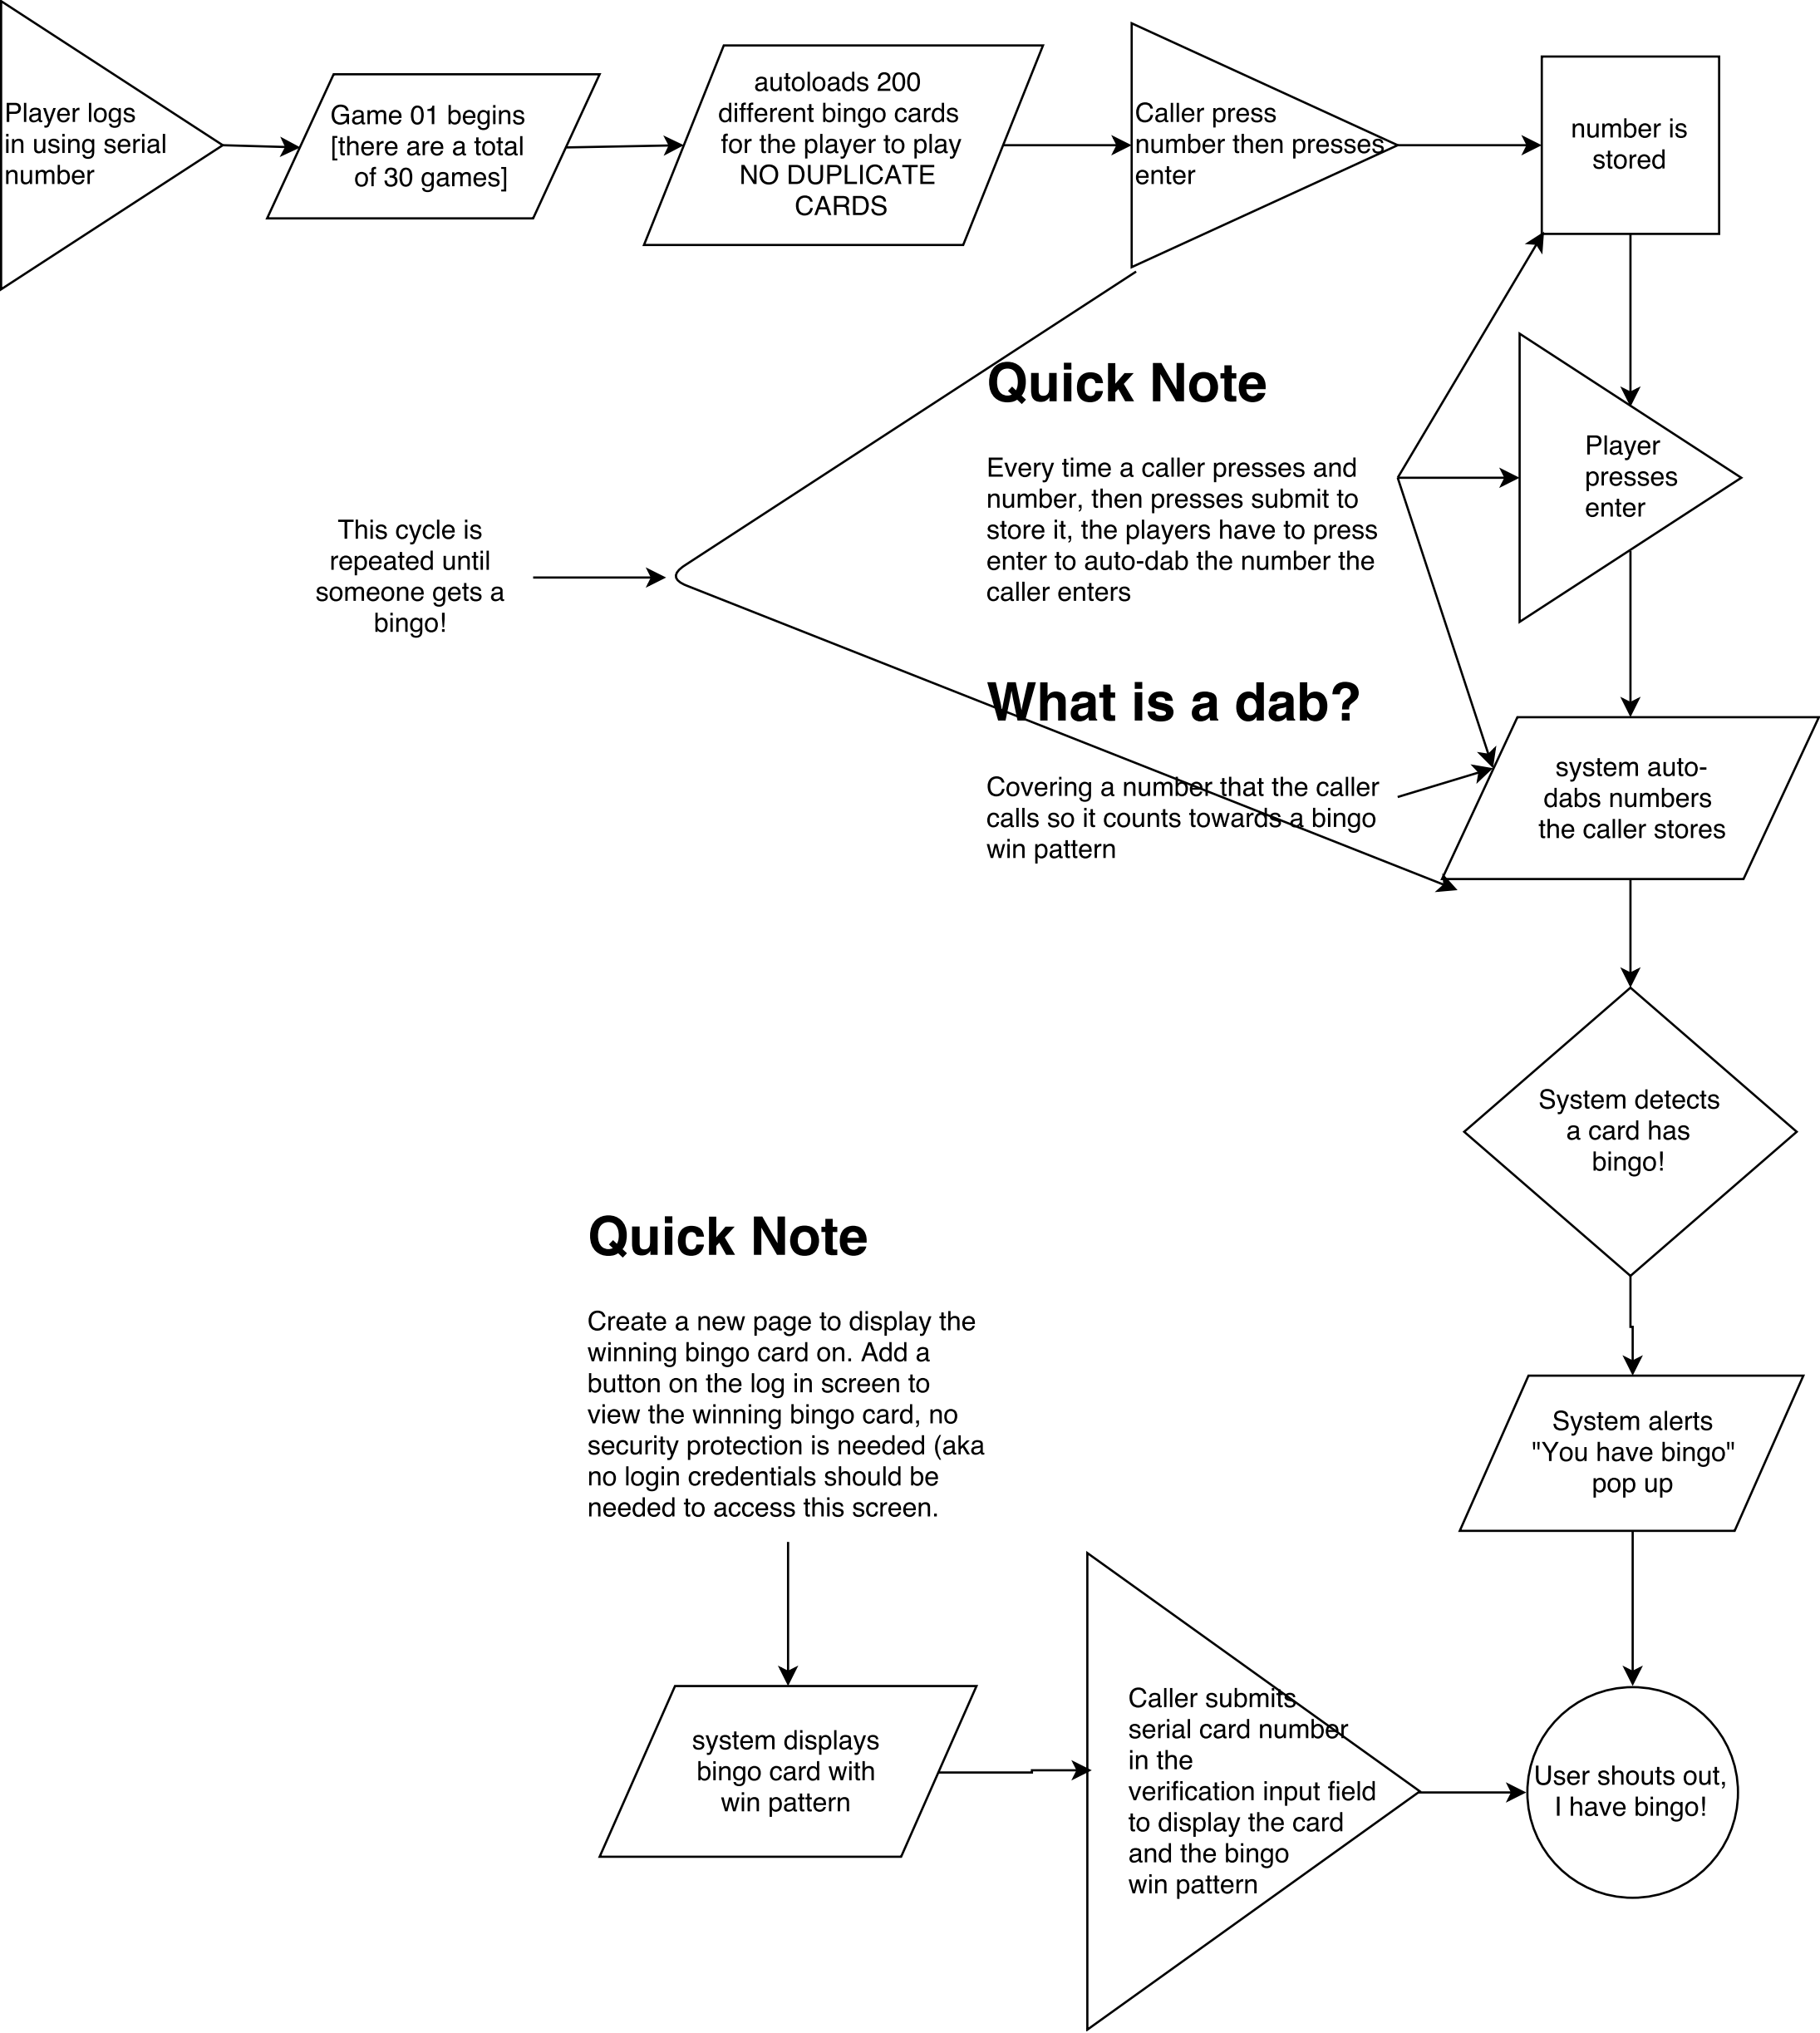 Player logs
in using serial
number
Game 01 begins
[there are a total
of 30 games]
autoloads 200
different bingo cards
for the player to play
NO DUPLICATE
CARDS
Caller press
number then presses
enter
number is
stored
Quick Note
Every time a caller presses and
number, then presses submit to
store it, the players have to press
enter to auto-dab the number the
caller enters
Player
presses
enter
This cycle is
repeated until
someone gets a
bingo!
What is a dab?
Covering a number that the caller
calls so it counts towards a bingo
win pattern
system auto-
dabs numbers
the caller stores
System detects
a card has
bingo!
Quick Note
Create a new page to display the
winning bingo card on. Add a
button on the log in screen to
view the winning bingo card, no
security protection is needed (aka
no login credentials should be
needed to access this screen.
System alerts
"You have bingo"
pop up
system displays
bingo card with
win pattern
Caller submits
serial card number
in the
verification input field
to display the card
and the bingo
win pattern
User shouts out,
I have bingo!